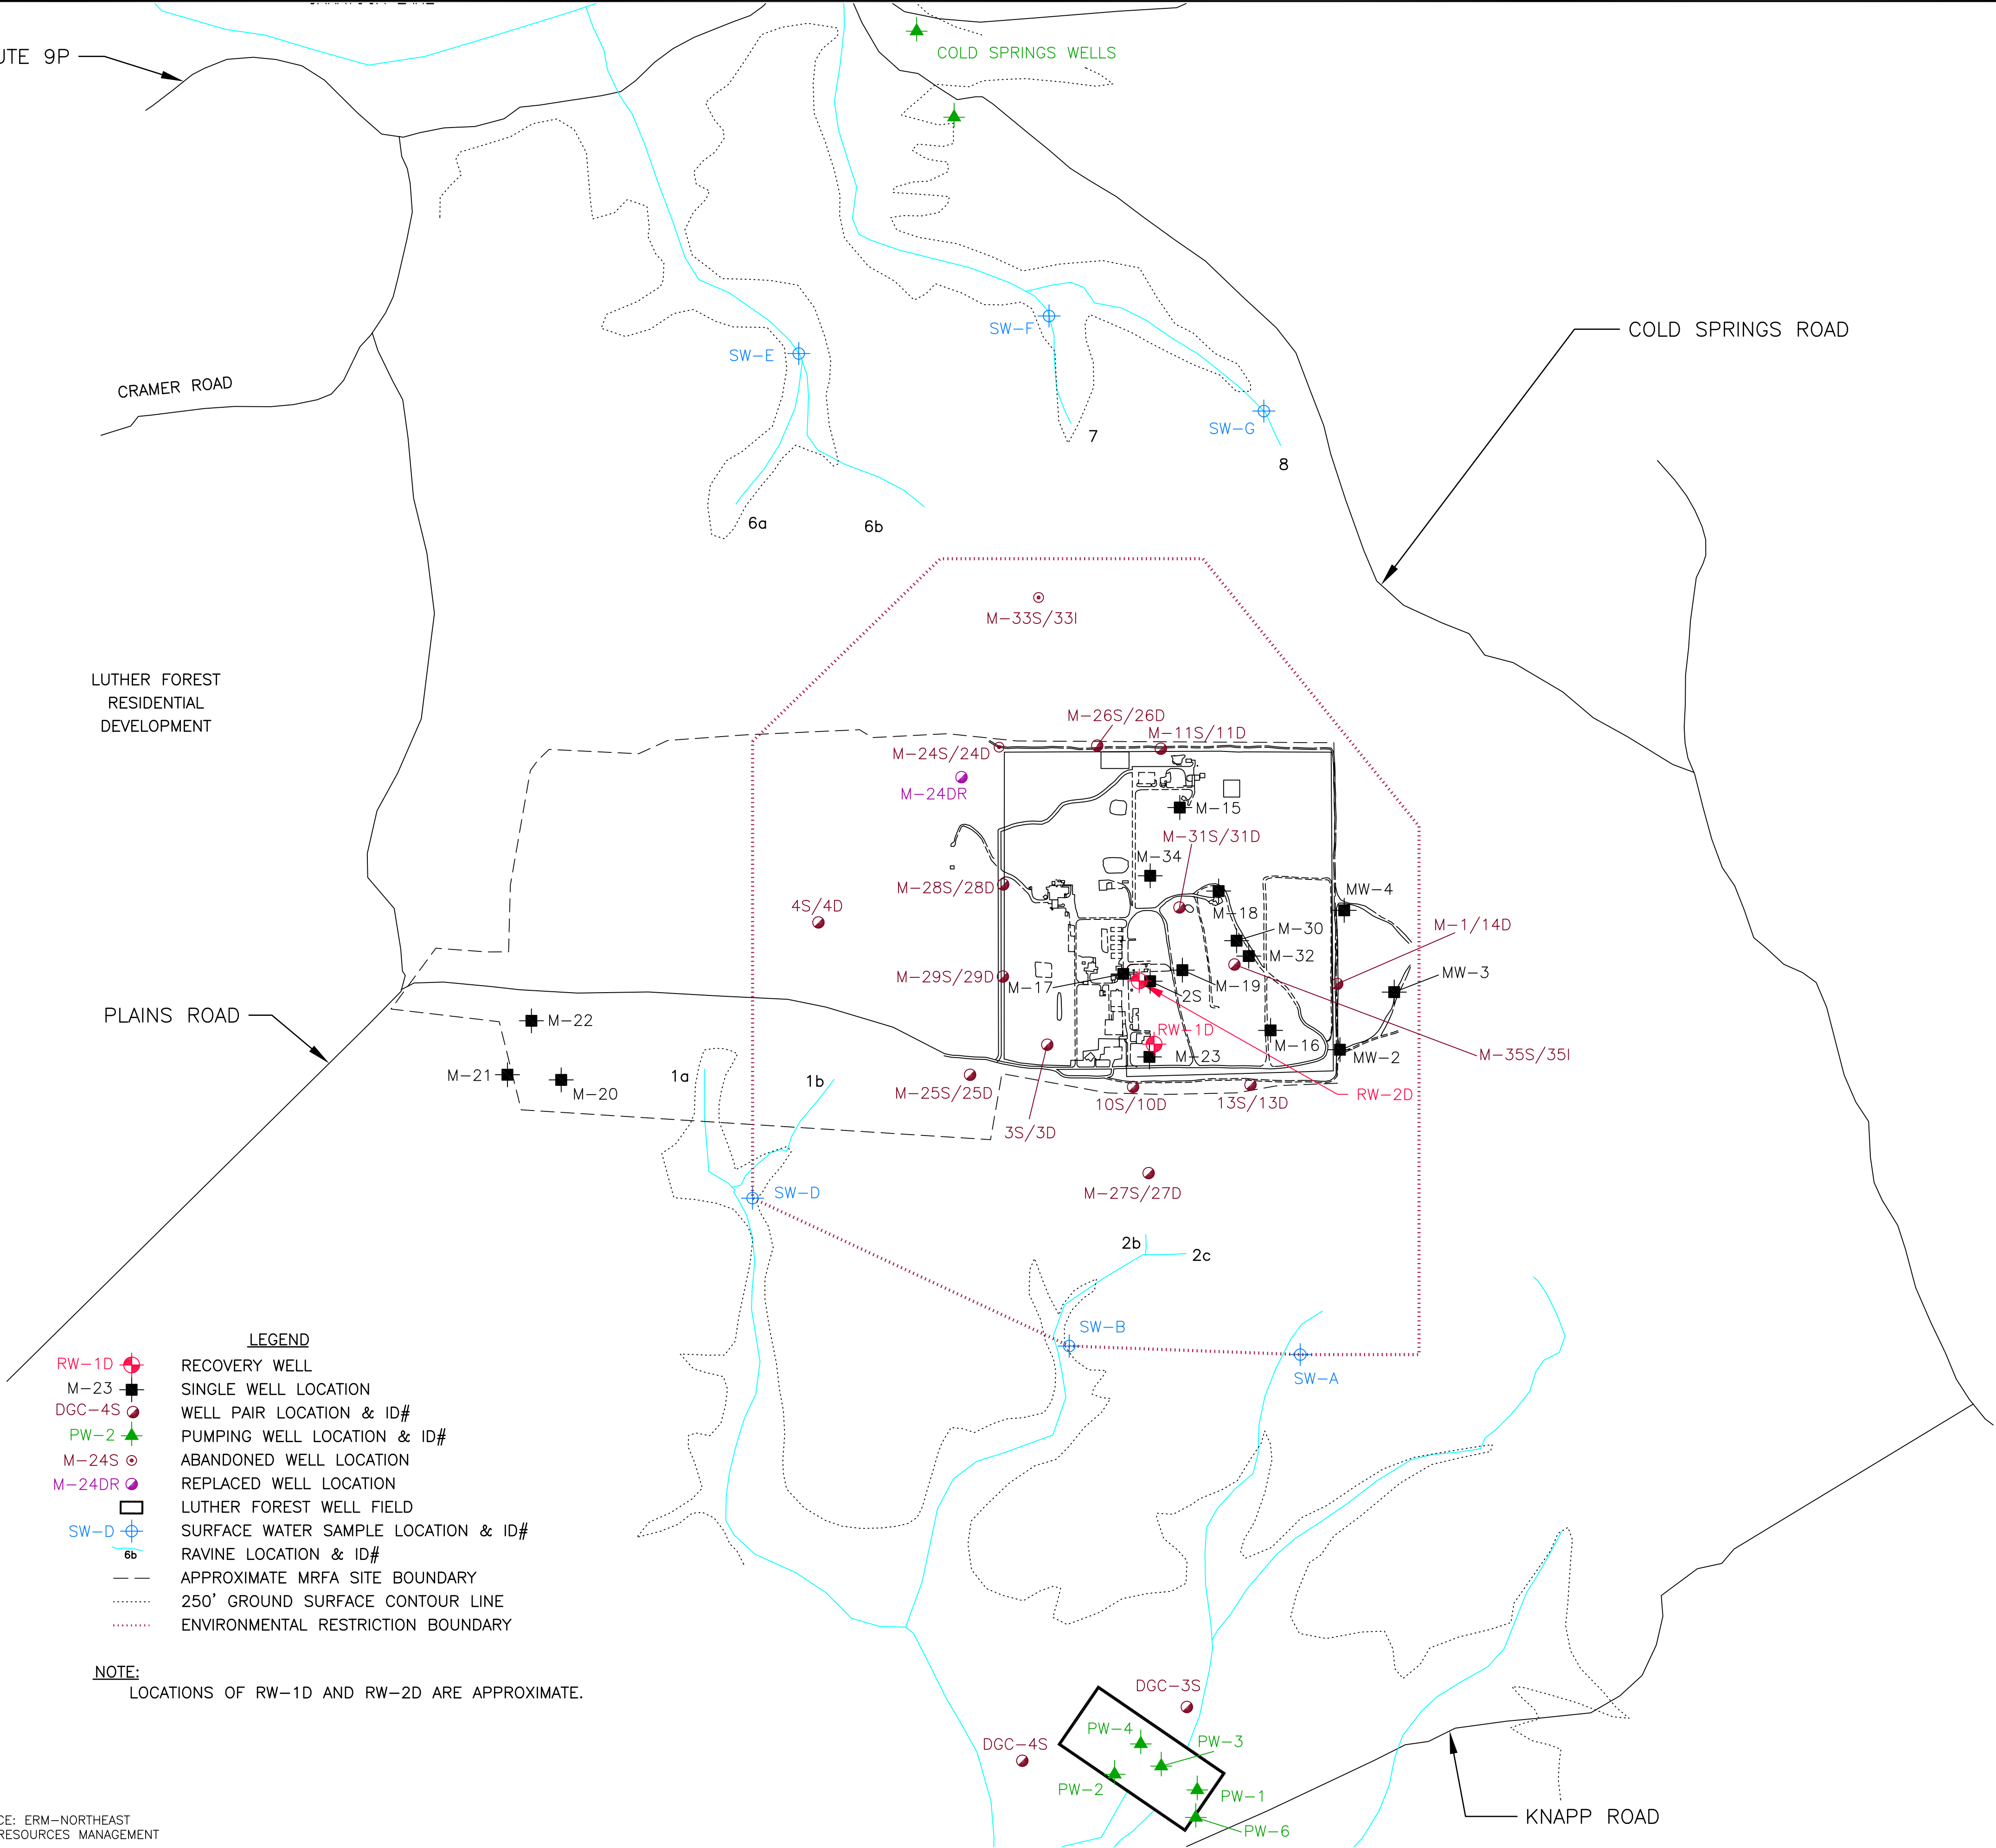 UTE 9P
COLD SPRINGS WELLS
COLD SPRINGS ROAD
SW-F
SW-E
CRAMER ROAD
SW-G
7
8
6a
6b
M-33S/33I
LUTHER FOREST
RESIDENTIAL
DEVELOPMENT
M-26S/26D
M-11S/11D
M-24S/24D
M-24DR
M-15
M-31S/31D
M-34
M-28S/28D
MW-4
4S/4D
M-18
M-1/14D
M-30
M-32
MW-3
M-29S/29D
M-17
M-19
2S
PLAINS ROAD
M-22
RW-1D
M-16
M-23
MW-2
M-35S/35I
M-21
M-20
1a
1b
M-25S/25D
RW-2D
10S/10D
13S/13D
3S/3D
SW-D
M-27S/27D
2b
2c
SW-B
SW-A
LEGEND
RW-1D RECOVERY WELL
M-23 SINGLE WELL LOCATION
DGC-4S WELL PAIR LOCATION & ID#
PW-2 PUMPING WELL LOCATION & ID#
M-24S ABANDONED WELL LOCATION
M-24DR REPLACED WELL LOCATION
LUTHER FOREST WELL FIELD
SW-D SURFACE WATER SAMPLE LOCATION & ID#
6b RAVINE LOCATION & ID#
APPROXIMATE MRFA SITE BOUNDARY
250' GROUND SURFACE CONTOUR LINE
ENVIRONMENTAL RESTRICTION BOUNDARY
NOTE:
LOCATIONS OF RW-1D AND RW-2D ARE APPROXIMATE.
DGC-3S
PW-4
PW-3
DGC-4S
PW-2
PW-1
PW-6
KNAPP ROAD
CE: ERM-NORTHEAST
RESOURCES MANAGEMENT